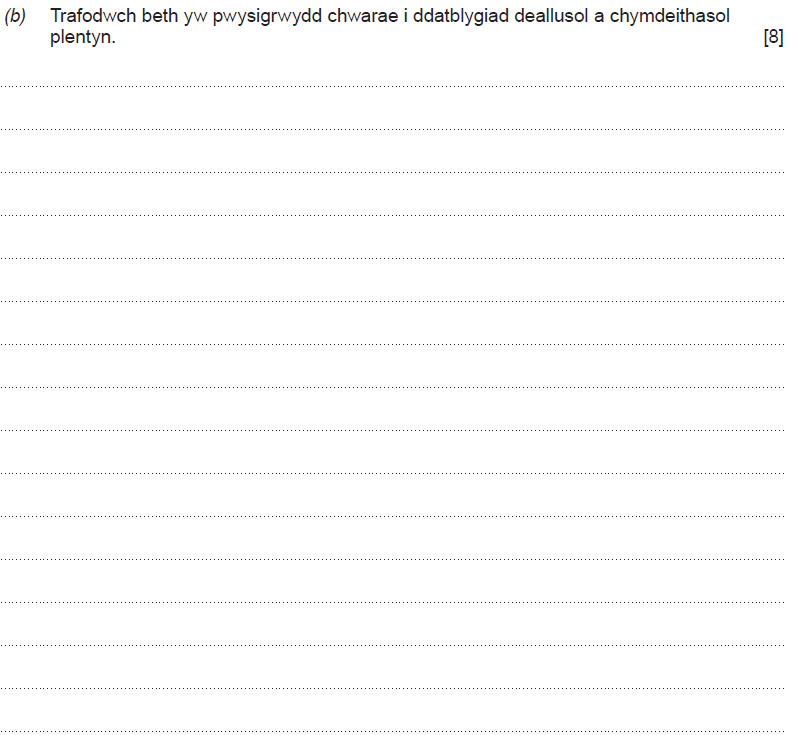 (b) Trafodwch beth yw pwysigrwydd chwarae i ddatblygiad deallusol a chymdeithasol
plentyn. [8]